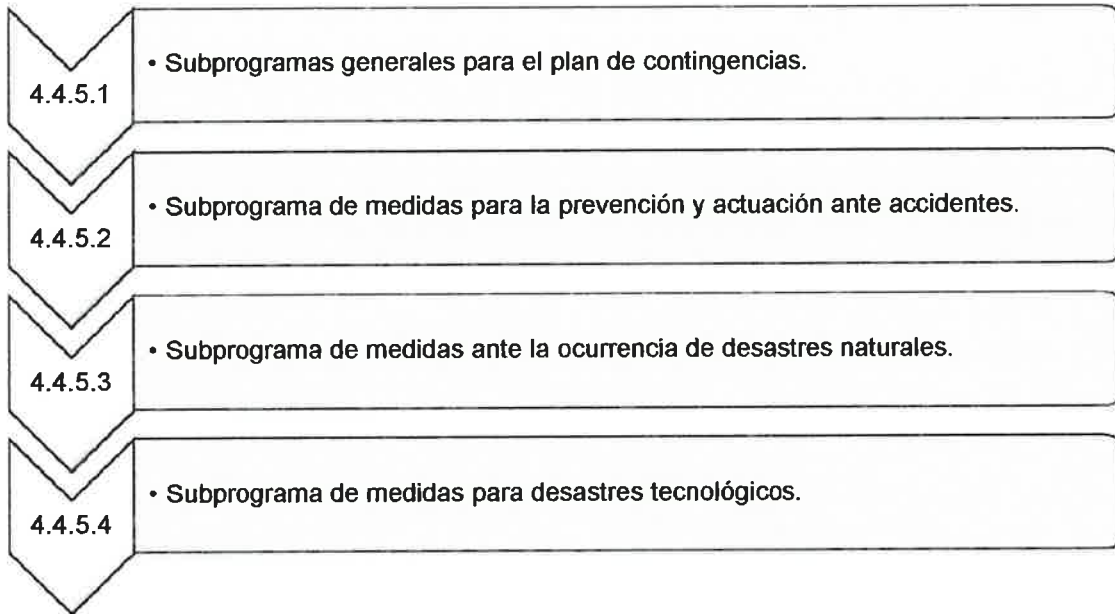 4.4.5.1
• Subprogramas generales para el plan de contingencias.
4.4.5.2
• Subprograma de medidas para la prevención y actuación ante accidentes.
4.4.5.3
• Subprograma de medidas ante la ocurrencia de desastres naturales.
4.4.5.4
• Subprograma de medidas para desastres tecnológicos.